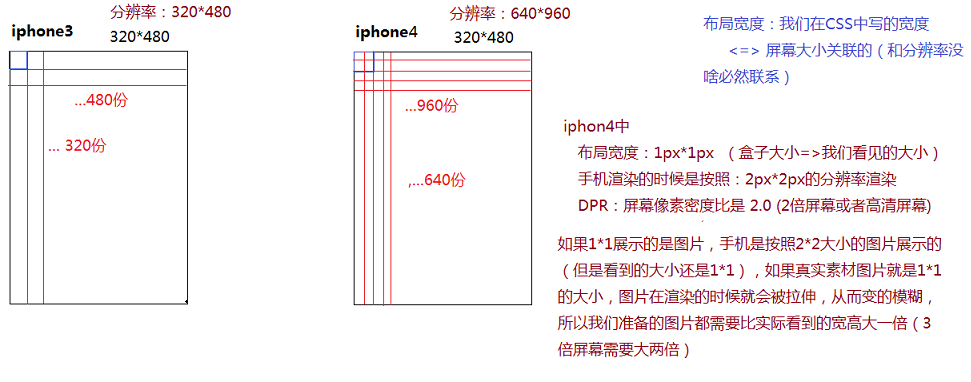 分辨率：320*480
iphone3
320*480
...480份
... 320份
分辨率：640*960
iphone4
320*480
...960份
,...640份
布局宽度：我们在CSS中写的宽度
<=> 屏幕大小关联的（和分辨率没
啥必然联系）
iphon4中
布局宽度：1px*1px （盒子大小=>我们看见的大小）
手机渲染的时候是按照：2px*2px的分辨率渲染
DPR：屏幕像素密度比是 2.0 (2倍屏幕或者高清屏幕)
如果1*1展示的是图片，手机是按照2*2大小的图片展示的
（但是看到的大小还是1*1），如果真实素材图片就是1*1
的大小，图片在渲染的时候就会被拉伸，从而变的模糊，
所以我们准备的图片都需要比实际看到的宽高大一倍（3
倍屏幕需要大两倍）